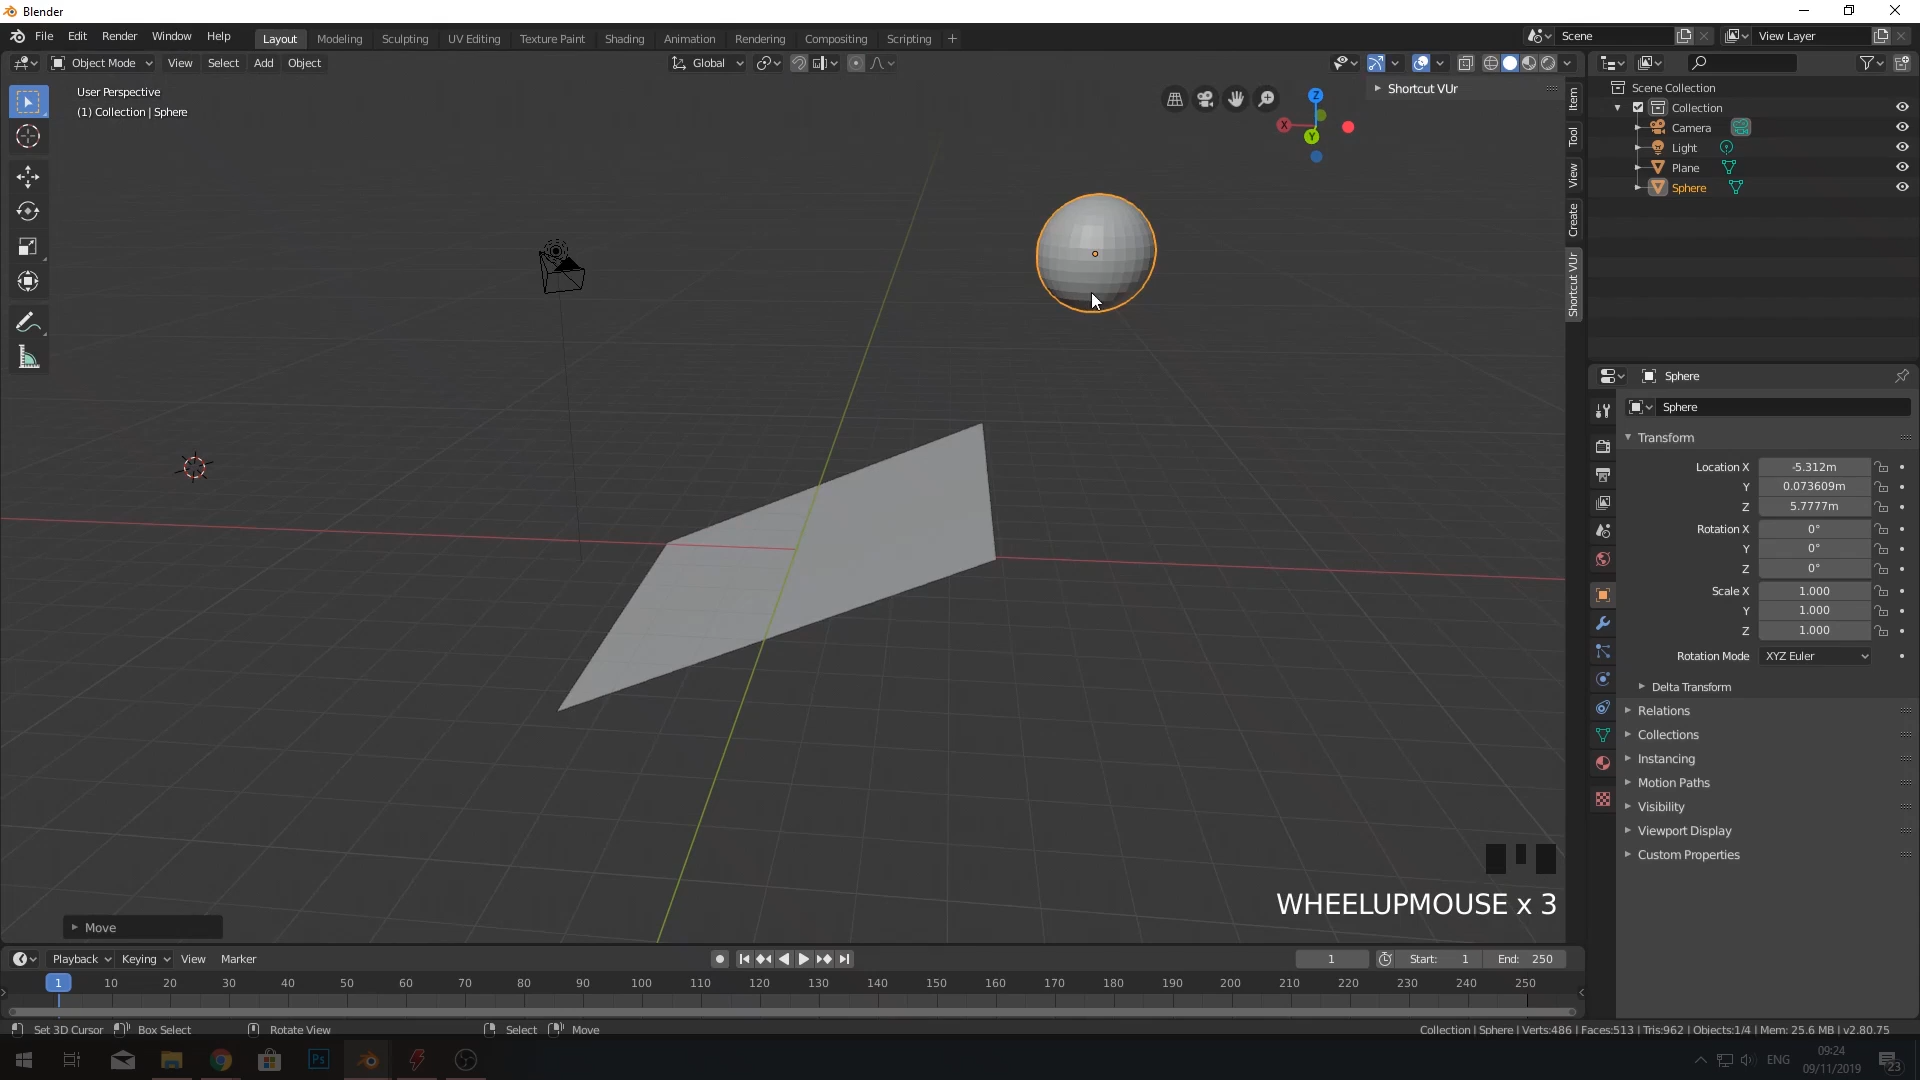 Blender
File Edit Render Window Help
Layout Modeling Sculpting UV Editing Texture Paint Shading Animation Rendering Compositing Scripting +
Scene
View Layer
Object Mode View Select Add Object
Global
User Perspective
(1) Collection | Sphere
Shortcut VUr
Z
X
Y
Item
Tool
View
Create
Shortcut VUr
Scene Collection
Collection
Camera
Light
Plane
Sphere
Sphere
Sphere
Transform
Location X -5.312m
Y 0.073609m
Z 5.7777m
Rotation X 0°
Y 0°
Z 0°
Scale X 1.000
Y 1.000
Z 1.000
Rotation Mode XYZ Euler
Delta Transform
Relations
Collections
Instancing
Motion Paths
Visibility
Viewport Display
Custom Properties
WHEELUPMOUSE x 3
Move
Playback Keying View Marker
1 Start: 1 End: 250
1 10 20 30 40 50 60 70 80 90 100 110 120 130 140 150 160 170 180 190 200 210 220 230 240 250
Set 3D Cursor Box Select Rotate View Select Move
Collection | Sphere | Verts:486 | Faces:513 | Tris:962 | Objects:1/4 | Mem: 25.6 MB | v2.80.75
Ps
ENG
09:24
09/11/2019
23